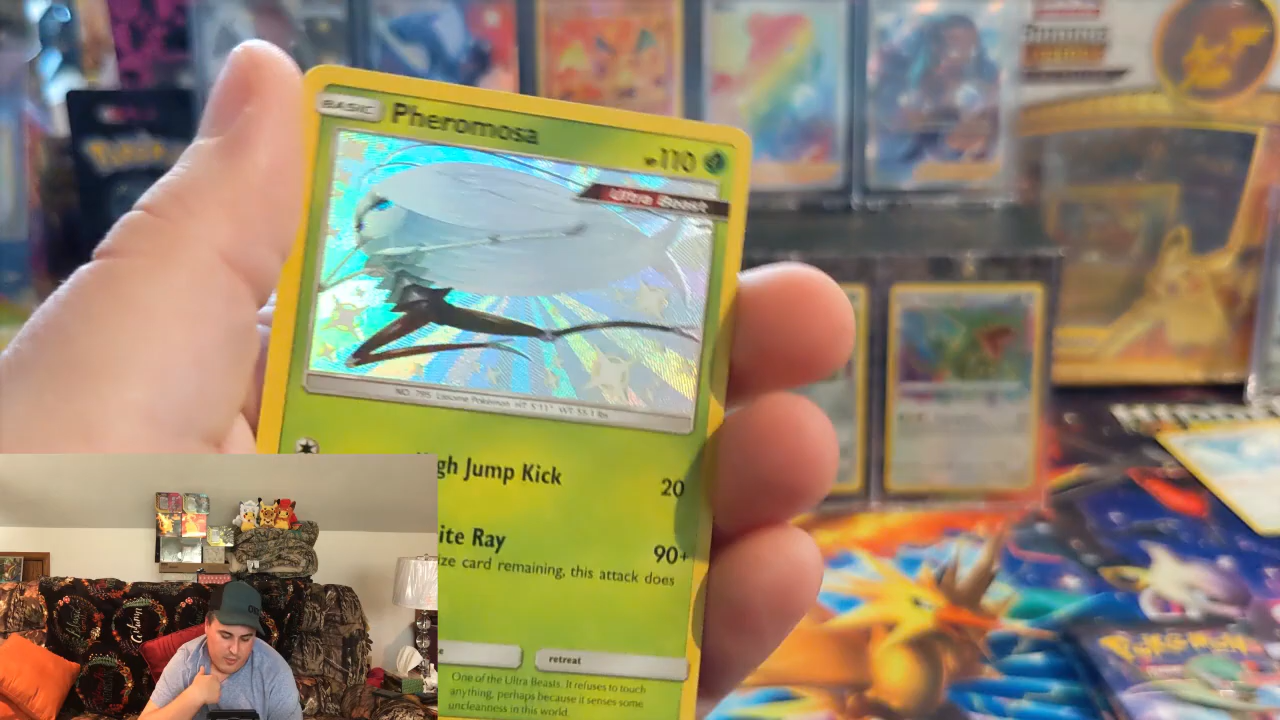 BASIC Pheromosa HP110
Ultra Beast
NO. 795 Lissome Pokémon HT: 5'11" WT: 55.1 lbs
gh Jump Kick 20
ite Ray 90+
ize card remaining, this attack does
retreat
One of the Ultra Beasts. It refuses to touch
anything, perhaps because it senses some
uncleanness in this world.
Pokémon